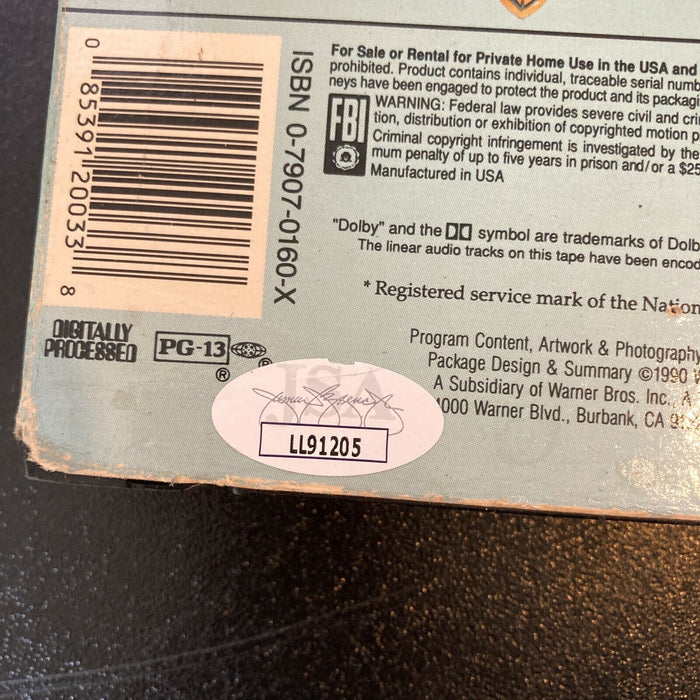 0
85391 20033
8
ISBN 0-7907-0160-X
For Sale or Rental for Private Home Use in the USA and
prohibited. Product contains individual, traceable serial numb
neys have been engaged to protect the product and its packag
FBI
WARNING: Federal law provides severe civil and cri
tion, distribution or exhibition of copyrighted motion p
Criminal copyright infringement is investigated by the
mum penalty of up to five years in prison and/or a $25
Manufactured in USA
"Dolby" and the symbol are trademarks of Dolb
The linear audio tracks on this tape have been encod
* Registered service mark of the Nation
DIGITALLY
PROCESSED
PG-13
®
®
Program Content, Artwork & Photography
Package Design & Summary ©1990 W
A Subsidiary of Warner Bros. Inc., A
4000 Warner Blvd., Burbank, CA 91
JSA
LL91205